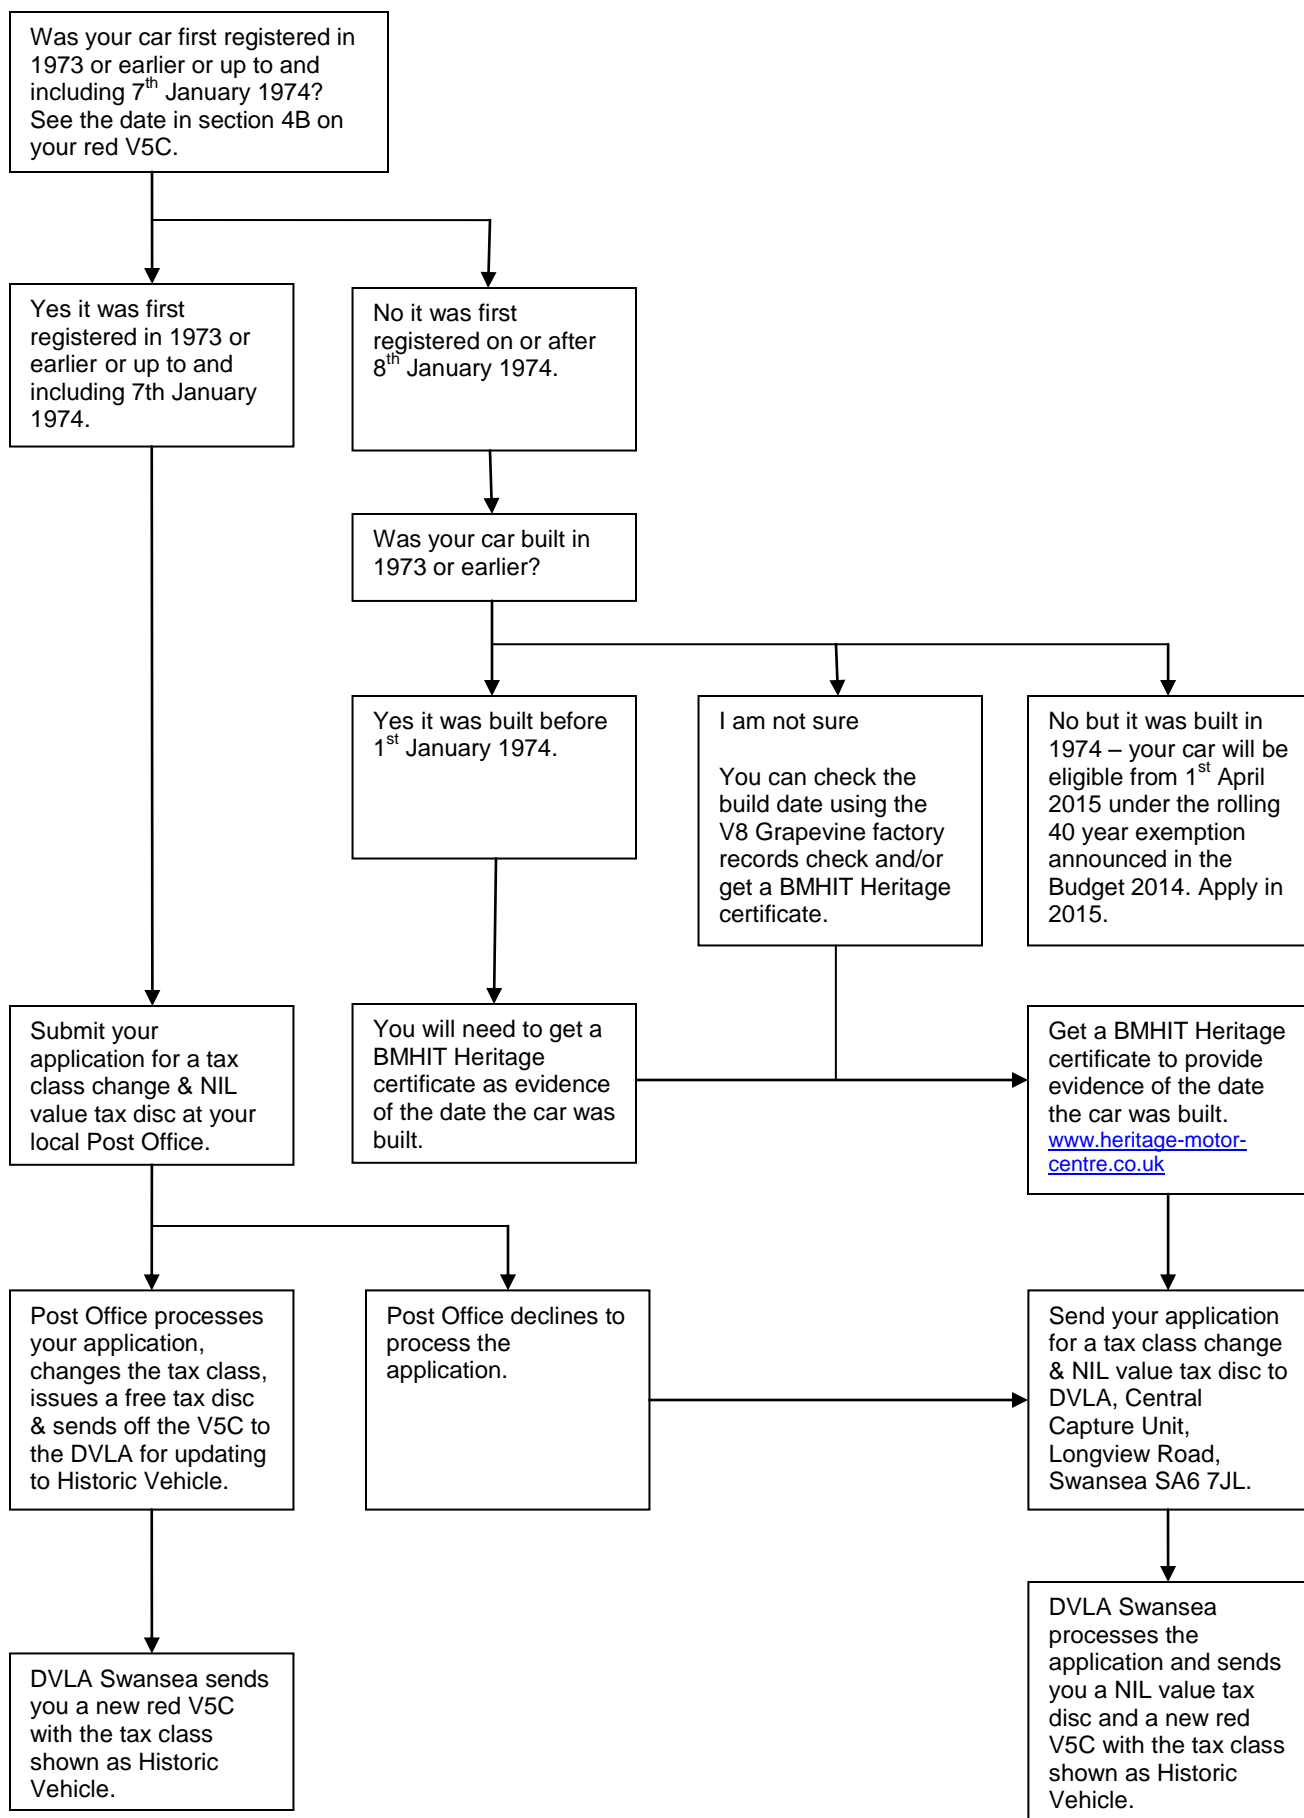 Was your car first registered in
1973 or earlier or up to and
including 7th January 1974?
See the date in section 4B on
your red V5C.
Yes it was first
registered in 1973 or
earlier or up to and
including 7th January
1974.
No it was first
registered on or after
8th January 1974.
Was your car built in
1973 or earlier?
Yes it was built before
1st January 1974.
I am not sure
You can check the
build date using the
V8 Grapevine factory
records check and/or
get a BMHIT Heritage
certificate.
No but it was built in
1974 – your car will be
eligible from 1st April
2015 under the rolling
40 year exemption
announced in the
Budget 2014. Apply in
2015.
Submit your
application for a tax
class change & NIL
value tax disc at your
local Post Office.
You will need to get a
BMHIT Heritage
certificate as evidence
of the date the car was
built.
Get a BMHIT Heritage
certificate to provide
evidence of the date
the car was built.
www.heritage-motor-
centre.co.uk
Post Office processes
your application,
changes the tax class,
issues a free tax disc
& sends off the V5C to
the DVLA for updating
to Historic Vehicle.
Post Office declines to
process the
application.
Send your application
for a tax class change
& NIL value tax disc to
DVLA, Central
Capture Unit,
Longview Road,
Swansea SA6 7JL.
DVLA Swansea sends
you a new red V5C
with the tax class
shown as Historic
Vehicle.
DVLA Swansea
processes the
application and sends
you a NIL value tax
disc and a new red
V5C with the tax class
shown as Historic
Vehicle.